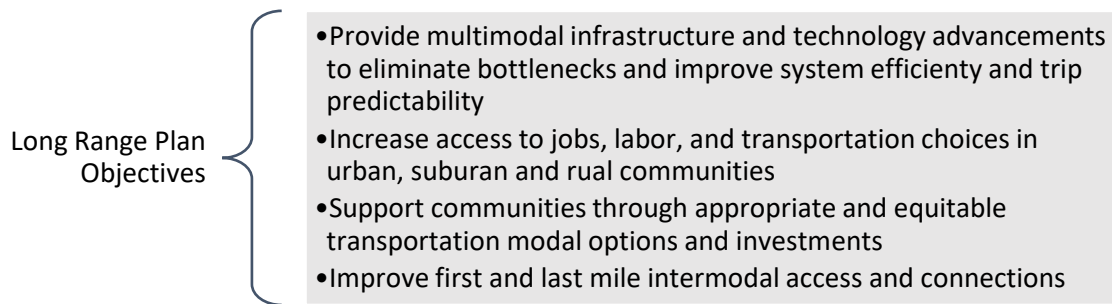 Long Range Plan
Objectives
•Provide multimodal infrastructure and technology advancements
to eliminate bottlenecks and improve system efficienty and trip
predictability
•Increase access to jobs, labor, and transportation choices in
urban, suburan and rual communities
•Support communities through appropriate and equitable
transportation modal options and investments
•Improve first and last mile intermodal access and connections